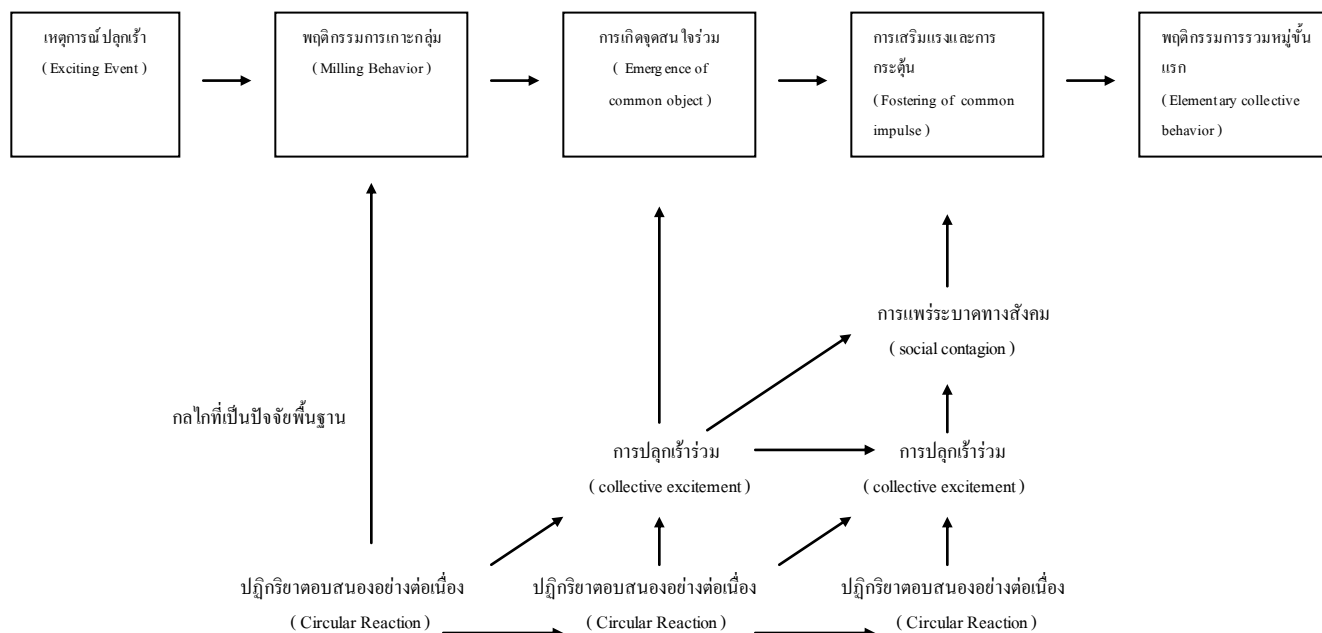 เหตุการณ์ปลุกเร้า
( Exciting Event )
พฤติกรรมการเกาะกลุ่ม
( Milling Behavior )
การเกิดจุดสนใจร่วม
( Emergence of
common object )
การเสริมแรงและการ
กระตุ้น
( Fostering of common
impulse )
พฤติกรรมการรวมหมู่ขั้น
แรก
( Elementary collective
behavior )
การแพร่ระบาดทางสังคม
( social contagion )
กลไกที่เป็นปัจจัยพื้นฐาน
การปลุกเร้าร่วม
( collective excitement )
การปลุกเร้าร่วม
( collective excitement )
ปฏิกริยาตอบสนองอย่างต่อเนื่อง
( Circular Reaction )
ปฏิกริยาตอบสนองอย่างต่อเนื่อง
( Circular Reaction )
ปฏิกริยาตอบสนองอย่างต่อเนื่อง
( Circular Reaction )